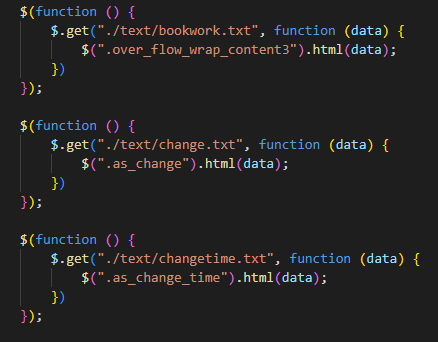 $(function () {
    $.get("./text/bookwork.txt", function (data) {
        $(".over_flow_wrap_content3").html(data);
    })
});
$(function () {
    $.get("./text/change.txt", function (data) {
        $(".as_change").html(data);
    })
});
$(function () {
    $.get("./text/changetime.txt", function (data) {
        $(".as_change_time").html(data);
    })
});